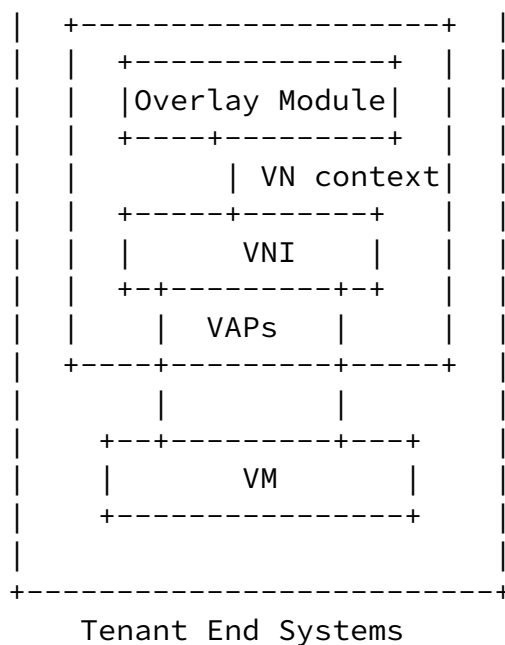 Overlay Module
VN context
VNI
VAPs
VM
Tenant End Systems